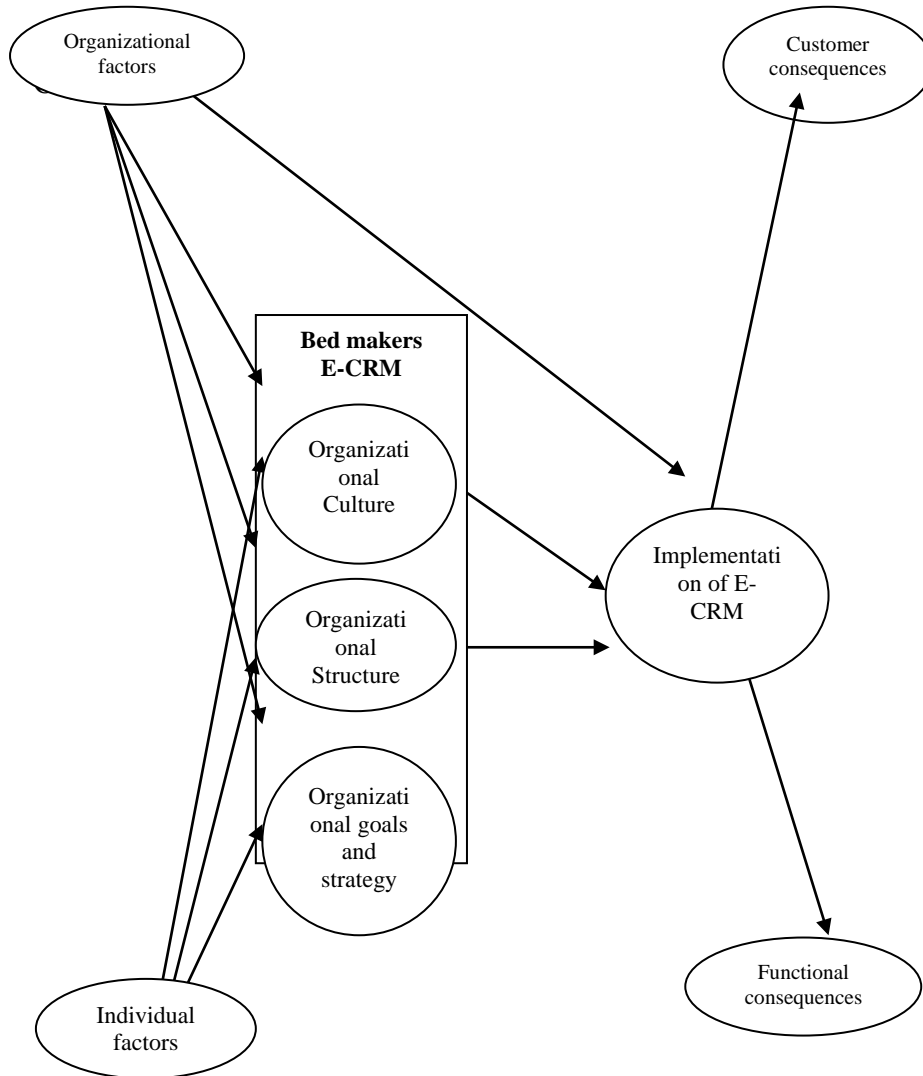 Organizational
factors
Customer
consequences
Bed makers
E-CRM
Organizati
onal
Culture
Implementati
on of E-
CRM
Organizati
onal
Structure
Organizati
onal goals
and
strategy
Functional
consequences
Individual
factors